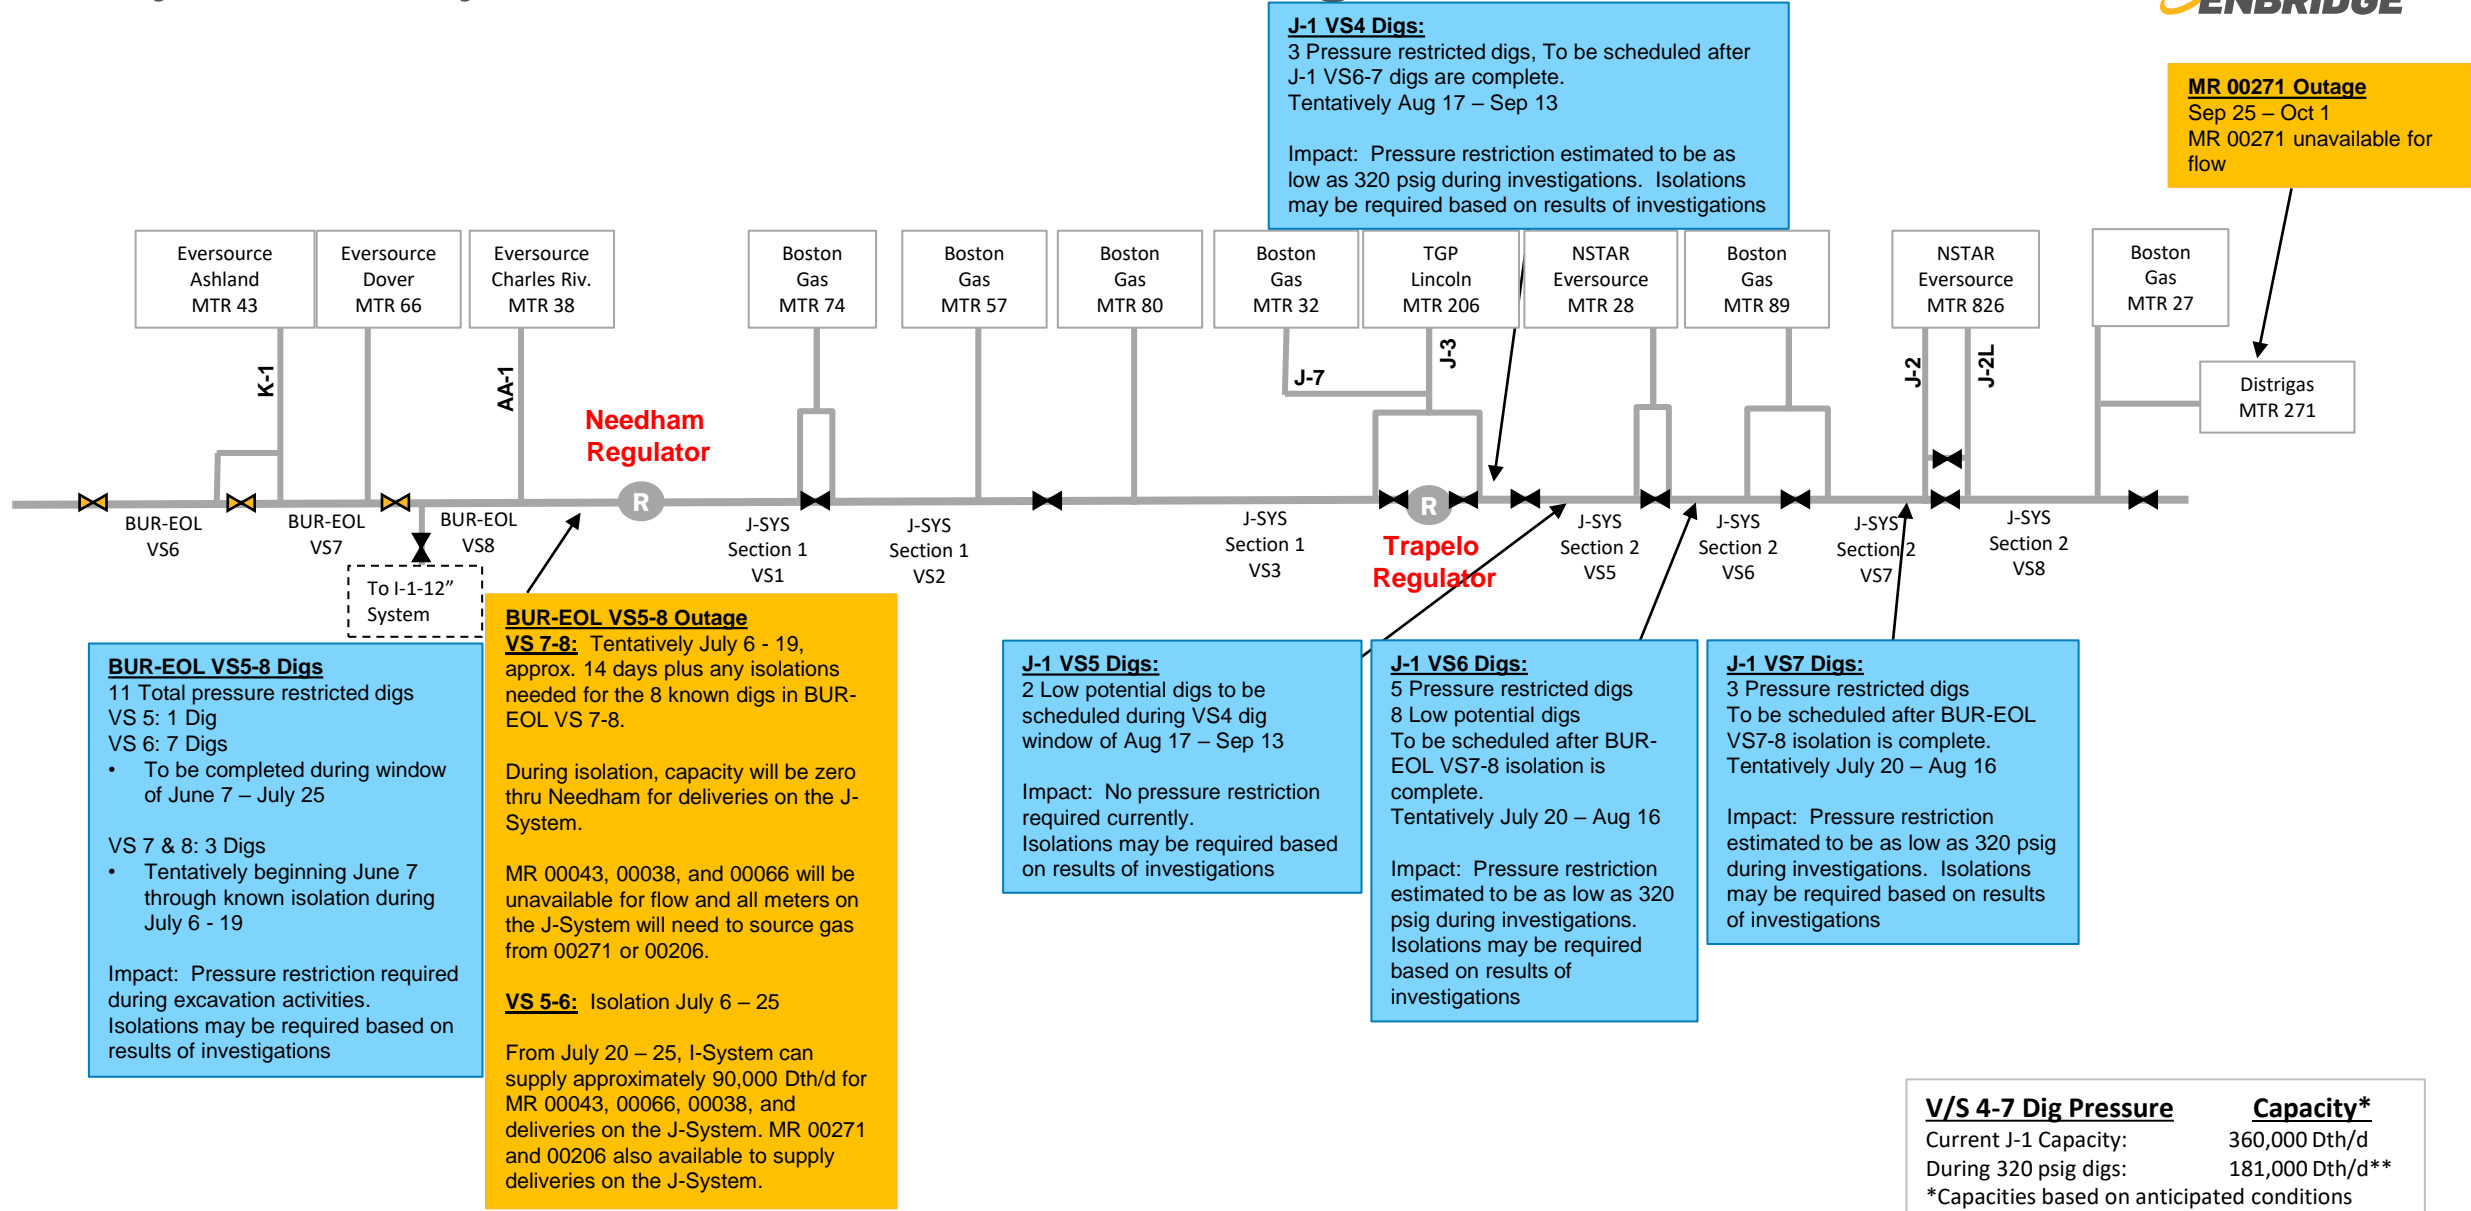 ENBRIDGE
J-1 VS4 Digs:
3 Pressure restricted digs, To be scheduled after
J-1 VS6-7 digs are complete.
Tentatively Aug 17 – Sep 13
Impact:  Pressure restriction estimated to be as
low as 320 psig during investigations.  Isolations
may be required based on results of investigations
MR 00271 Outage
Sep 25 – Oct 1
MR 00271 unavailable for
flow
Eversource
Ashland
MTR 43
Eversource
Dover
MTR 66
Eversource
Charles Riv.
MTR 38
Boston
Gas
MTR 74
Boston
Gas
MTR 57
Boston
Gas
MTR 80
Boston
Gas
MTR 32
TGP
Lincoln
MTR 206
NSTAR
Eversource
MTR 28
Boston
Gas
MTR 89
NSTAR
Eversource
MTR 826
Boston
Gas
MTR 27
Distrigas
MTR 271
K-1
AA-1
J-7
J-3
J-2
J-2L
Needham
Regulator
R
R
Trapelo
Regulator
BUR-EOL
VS6
BUR-EOL
VS7
BUR-EOL
VS8
J-SYS
Section 1
VS1
J-SYS
Section 1
VS2
J-SYS
Section 1
VS3
J-SYS
Section 2
VS5
J-SYS
Section 2
VS6
J-SYS
Section 2
VS7
J-SYS
Section 2
VS8
To I-1-12”
System
BUR-EOL VS5-8 Digs
11 Total pressure restricted digs
VS 5: 1 Dig
VS 6: 7 Digs
• To be completed during window
of June 7 – July 25
VS 7 & 8: 3 Digs
• Tentatively beginning June 7
through known isolation during
July 6 - 19
Impact:  Pressure restriction required
during excavation activities.
Isolations may be required based on
results of investigations
BUR-EOL VS5-8 Outage
VS 7-8:  Tentatively July 6 - 19,
approx. 14 days plus any isolations
needed for the 8 known digs in BUR-
EOL VS 7-8.
During isolation, capacity will be zero
thru Needham for deliveries on the J-
System.
MR 00043, 00038, and 00066 will be
unavailable for flow and all meters on
the J-System will need to source gas
from 00271 or 00206.
VS 5-6:  Isolation July 6 – 25
From July 20 – 25, I-System can
supply approximately 90,000 Dth/d for
MR 00043, 00066, 00038, and
deliveries on the J-System. MR 00271
and 00206 also available to supply
deliveries on the J-System.
J-1 VS5 Digs:
2 Low potential digs to be
scheduled during VS4 dig
window of Aug 17 – Sep 13
Impact:  No pressure restriction
required currently.
Isolations may be required based
on results of investigations
J-1 VS6 Digs:
5 Pressure restricted digs
8 Low potential digs
To be scheduled after BUR-
EOL VS7-8 isolation is
complete.
Tentatively July 20 – Aug 16
Impact:  Pressure restriction
estimated to be as low as 320
psig during investigations.
Isolations may be required
based on results of
investigations
J-1 VS7 Digs:
3 Pressure restricted digs
To be scheduled after BUR-EOL
VS7-8 isolation is complete.
Tentatively July 20 – Aug 16
Impact:  Pressure restriction
estimated to be as low as 320 psig
during investigations.  Isolations
may be required based on results
of investigations
V/S 4-7 Dig Pressure Capacity*
Current J-1 Capacity: 360,000 Dth/d
During 320 psig digs: 181,000 Dth/d**
*Capacities based on anticipated conditions